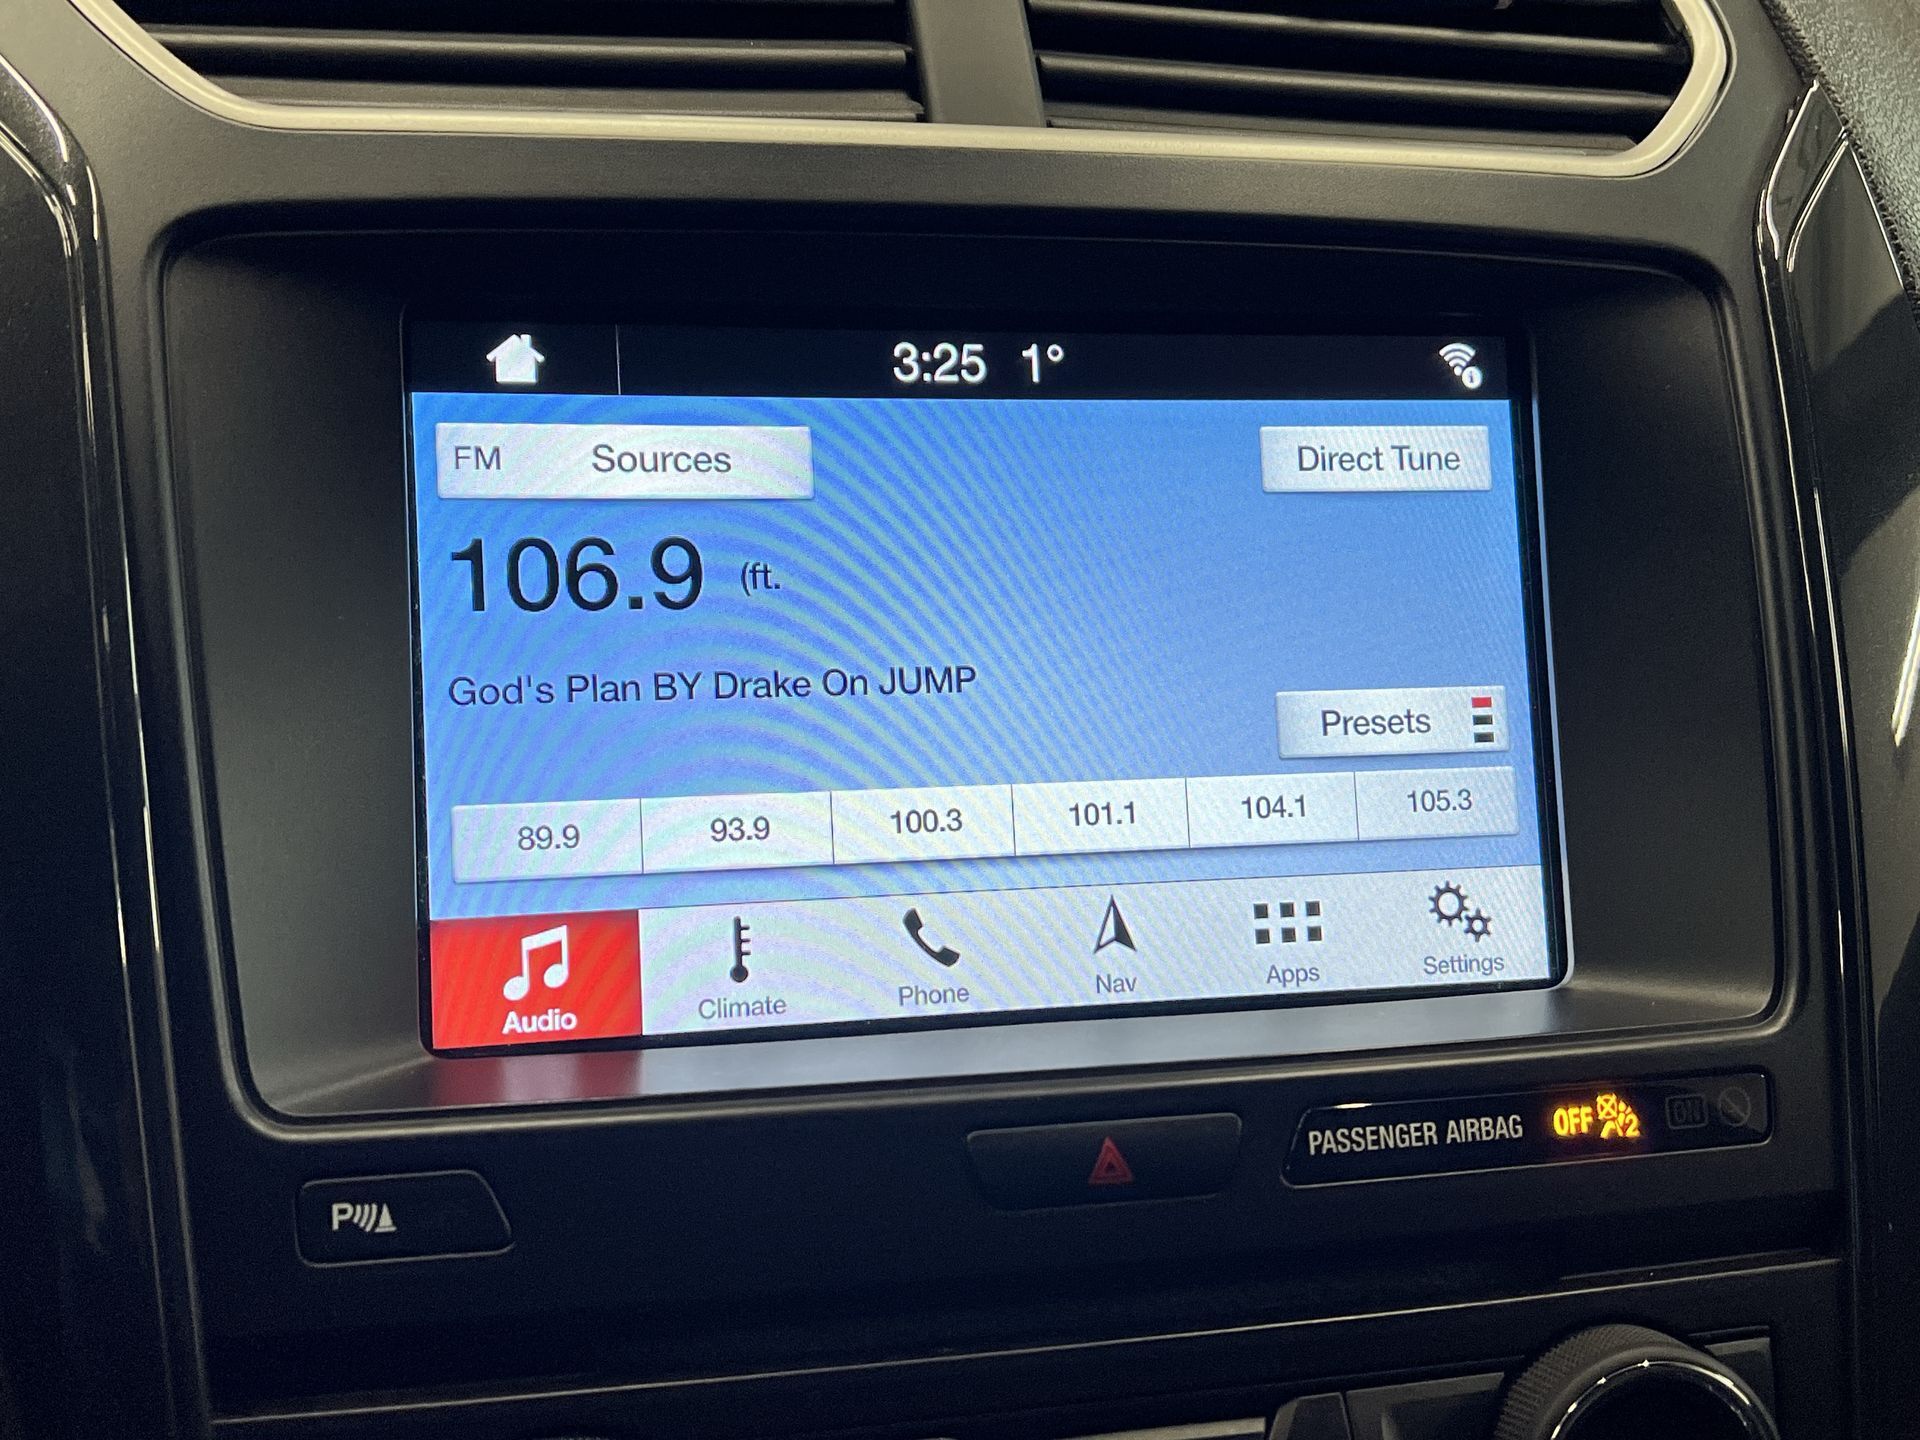 3:25 1°
FM Sources
Direct Tune
106.9 (ft.
God's Plan BY Drake On JUMP
Presets
89.9 93.9 100.3 101.1 104.1 105.3
Audio Climate Phone Nav Apps Settings
PASSENGER AIRBAG OFF 2 ON
P